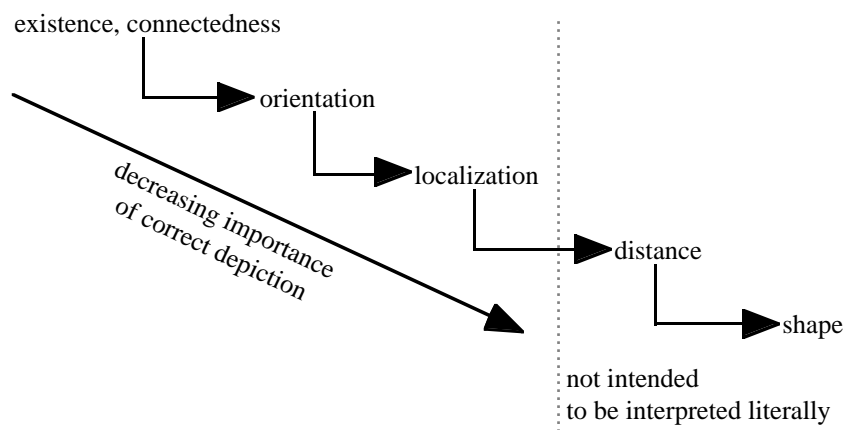 existence, connectedness
orientation
localization
distance
shape
decreasing importance
of correct depiction
not intended
to be interpreted literally